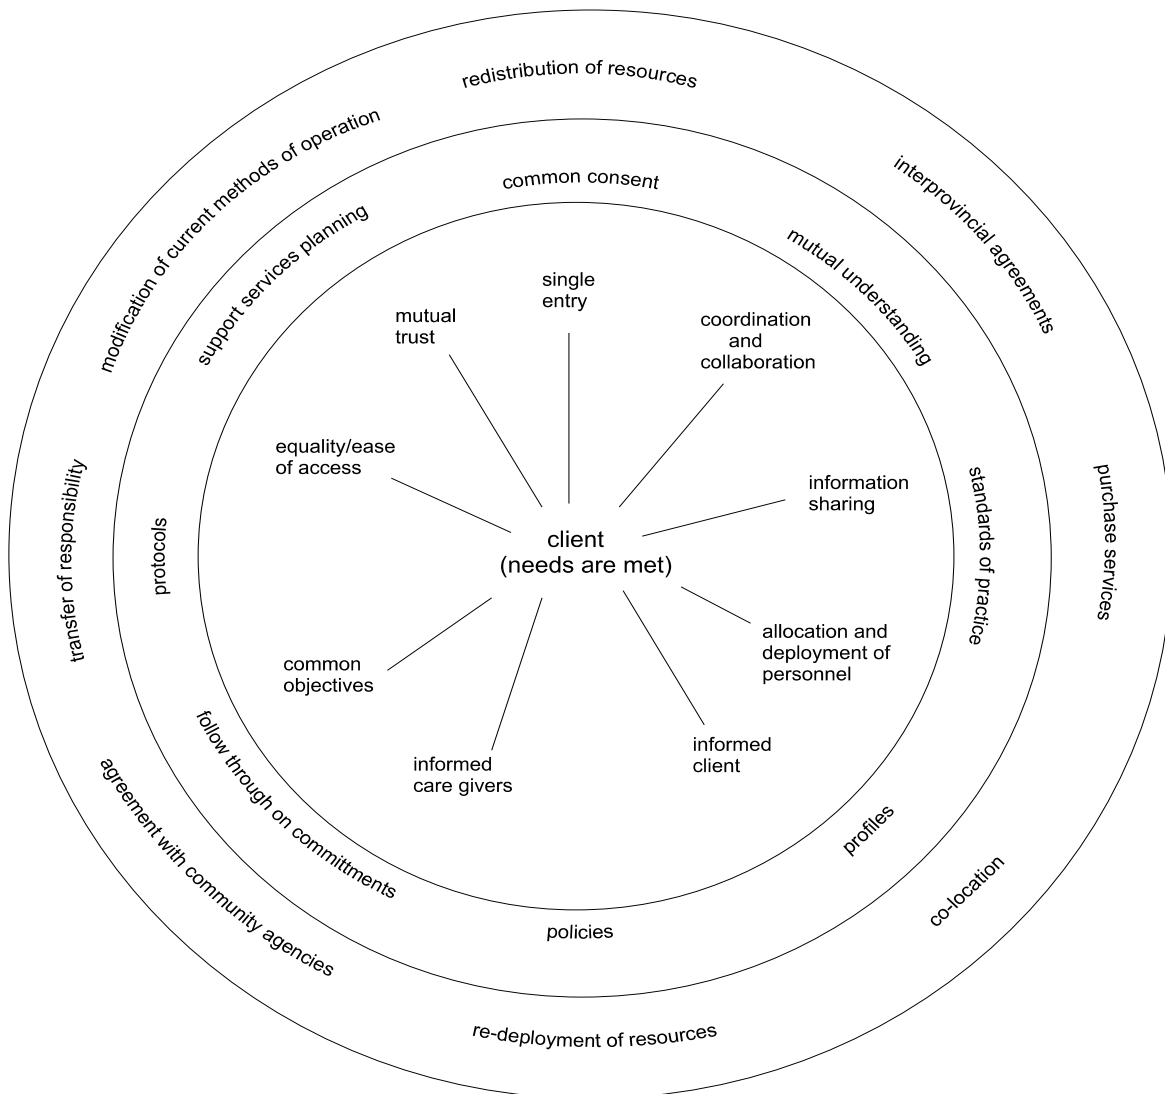 redistribution of resources
modification of current methods of operation
interprovincial agreements
common consent
support services planning
mutual understanding
single
entry
mutual
trust
coordination
and
collaboration
equality/ease
of access
information
sharing
transfer of responsibility
protocols
standards of practice
purchase services
client
(needs are met)
allocation and
deployment of
personnel
common
objectives
informed
client
informed
care givers
follow through on committments
agreement with community agencies
profiles
co-location
policies
re-deployment of resources